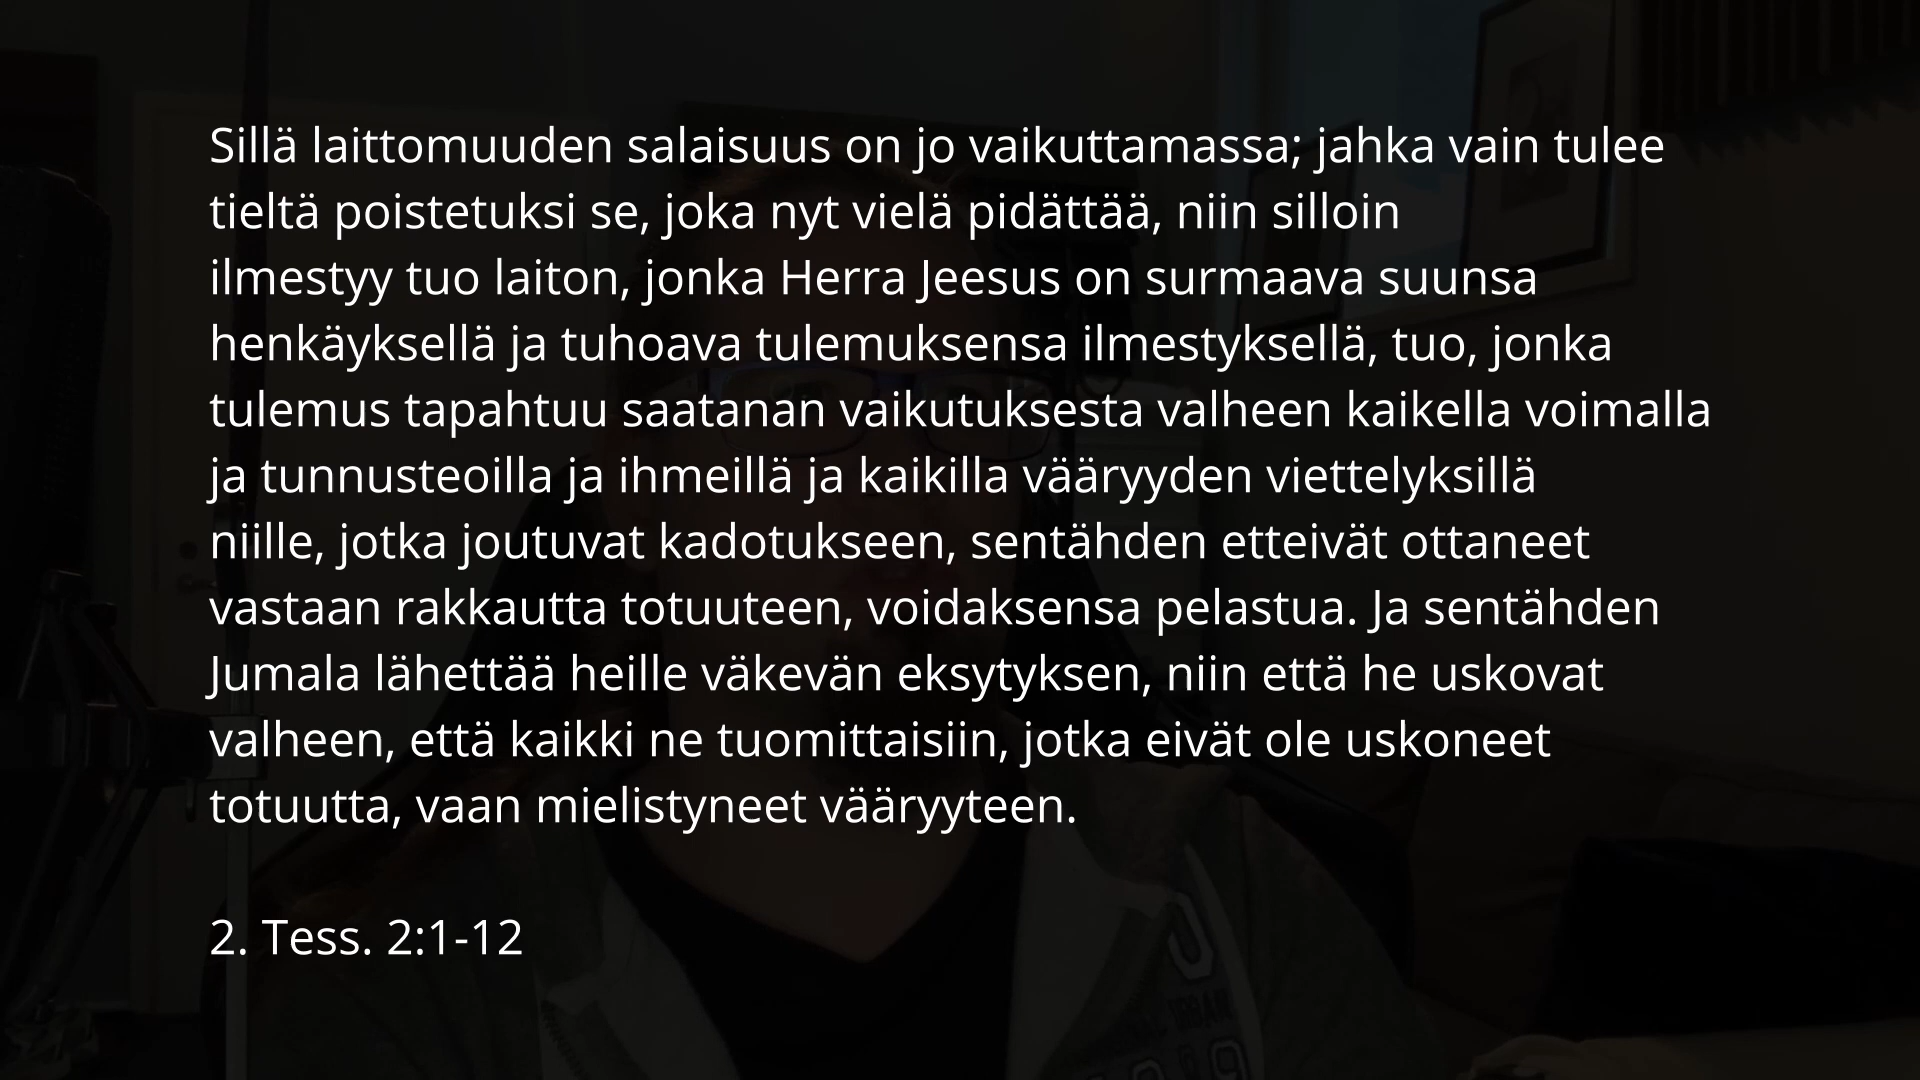 Sillä laittomuuden salaisuus on jo vaikuttamassa; jahka vain tulee
tieltä poistetuksi se, joka nyt vielä pidättää, niin silloin
ilmestyy tuo laiton, jonka Herra Jeesus on surmaava suunsa
henkäyksellä ja tuhoava tulemuksensa ilmestyksellä, tuo, jonka
tulemus tapahtuu saatanan vaikutuksesta valheen kaikella voimalla
ja tunnusteoilla ja ihmeillä ja kaikilla vääryyden viettelyksillä
niille, jotka joutuvat kadotukseen, sentähden etteivät ottaneet
vastaan rakkautta totuuteen, voidaksensa pelastua. Ja sentähden
Jumala lähettää heille väkevän eksytyksen, niin että he uskovat
valheen, että kaikki ne tuomittaisiin, jotka eivät ole uskoneet
totuutta, vaan mielistyneet vääryyteen.
2. Tess. 2:1-12